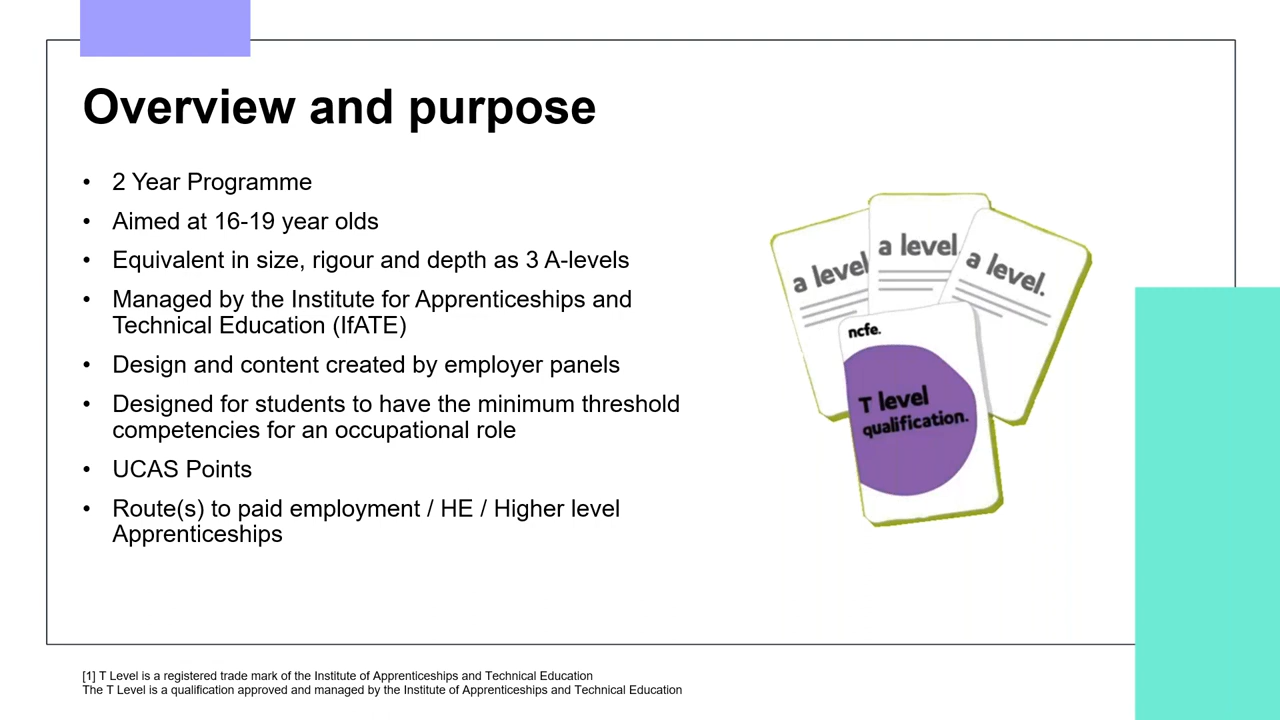 Overview and purpose
• 2 Year Programme
• Aimed at 16-19 year olds
• Equivalent in size, rigour and depth as 3 A-levels
• Managed by the Institute for Apprenticeships and
Technical Education (IfATE)
• Design and content created by employer panels
• Designed for students to have the minimum threshold
competencies for an occupational role
• UCAS Points
• Route(s) to paid employment / HE / Higher level
Apprenticeships
a level
a level
a level.
ncfe.
T level
qualification.
[1] T Level is a registered trade mark of the Institute of Apprenticeships and Technical Education
The T Level is a qualification approved and managed by the Institute of Apprenticeships and Technical Education